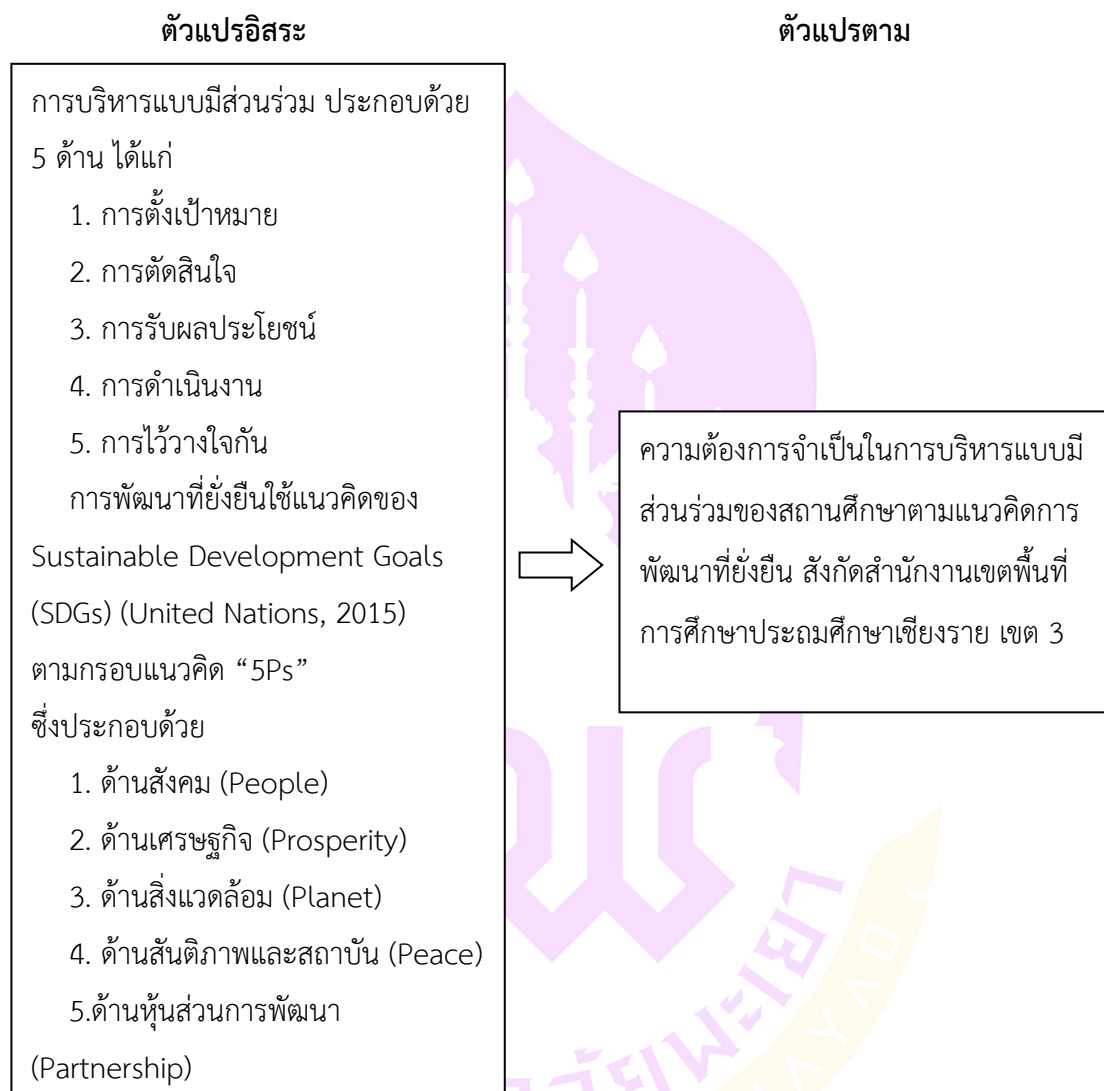 ตัวแปรอิสระ
ตัวแปรตาม
การบริหารแบบมีส่วนร่วม ประกอบด้วย
5 ด้าน ได้แก่
1. การตั้งเป้าหมาย
2. การตัดสินใจ
3. การรับผลประโยชน์
4. การดำเนินงาน
5. การไว้วางใจกัน
การพัฒนาที่ยั่งยืนใช้แนวคิดของ
Sustainable Development Goals
(SDGs) (United Nations, 2015)
ตามกรอบแนวคิด “5Ps”
ซึ่งประกอบด้วย
1. ด้านสังคม (People)
2. ด้านเศรษฐกิจ (Prosperity)
3. ด้านสิ่งแวดล้อม (Planet)
4. ด้านสันติภาพและสถาบัน (Peace)
5.ด้านหุ้นส่วนการพัฒนา
(Partnership)
ความต้องการจำเป็นในการบริหารแบบมี
ส่วนร่วมของสถานศึกษาตามแนวคิดการ
พัฒนาที่ยั่งยืน สังกัดสำนักงานเขตพื้นที่
การศึกษาประถมศึกษาเชียงราย เขต 3